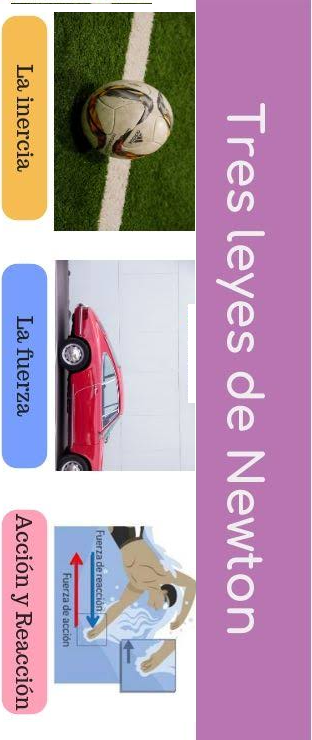 Tres leyes de Newton
La inercia
La fuerza
Fuerza de reacción
Fuerza de acción
Acción y Reacción